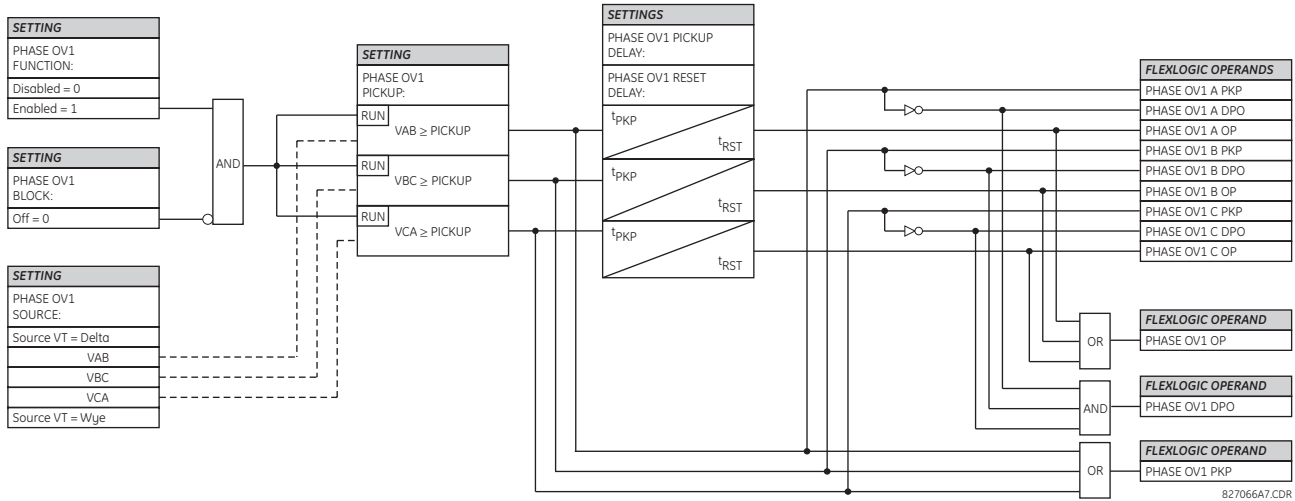 SETTING
PHASE OV1
FUNCTION:
Disabled = 0
Enabled = 1
SETTING
PHASE OV1
BLOCK:
Off = 0
SETTING
PHASE OV1
SOURCE:
Source VT = Delta
VAB
VBC
VCA
Source VT = Wye
AND
SETTING
PHASE OV1
PICKUP:
RUN
VAB ≥ PICKUP
RUN
VBC ≥ PICKUP
RUN
VCA ≥ PICKUP
SETTINGS
PHASE OV1 PICKUP
DELAY:
PHASE OV1 RESET
DELAY:
tPKP
tRST
tPKP
tRST
tPKP
tRST
FLEXLOGIC OPERANDS
PHASE OV1 A PKP
PHASE OV1 A DPO
PHASE OV1 A OP
PHASE OV1 B PKP
PHASE OV1 B DPO
PHASE OV1 B OP
PHASE OV1 C PKP
PHASE OV1 C DPO
PHASE OV1 C OP
OR
FLEXLOGIC OPERAND
PHASE OV1 OP
AND
FLEXLOGIC OPERAND
PHASE OV1 DPO
OR
FLEXLOGIC OPERAND
PHASE OV1 PKP
827066A7.CDR